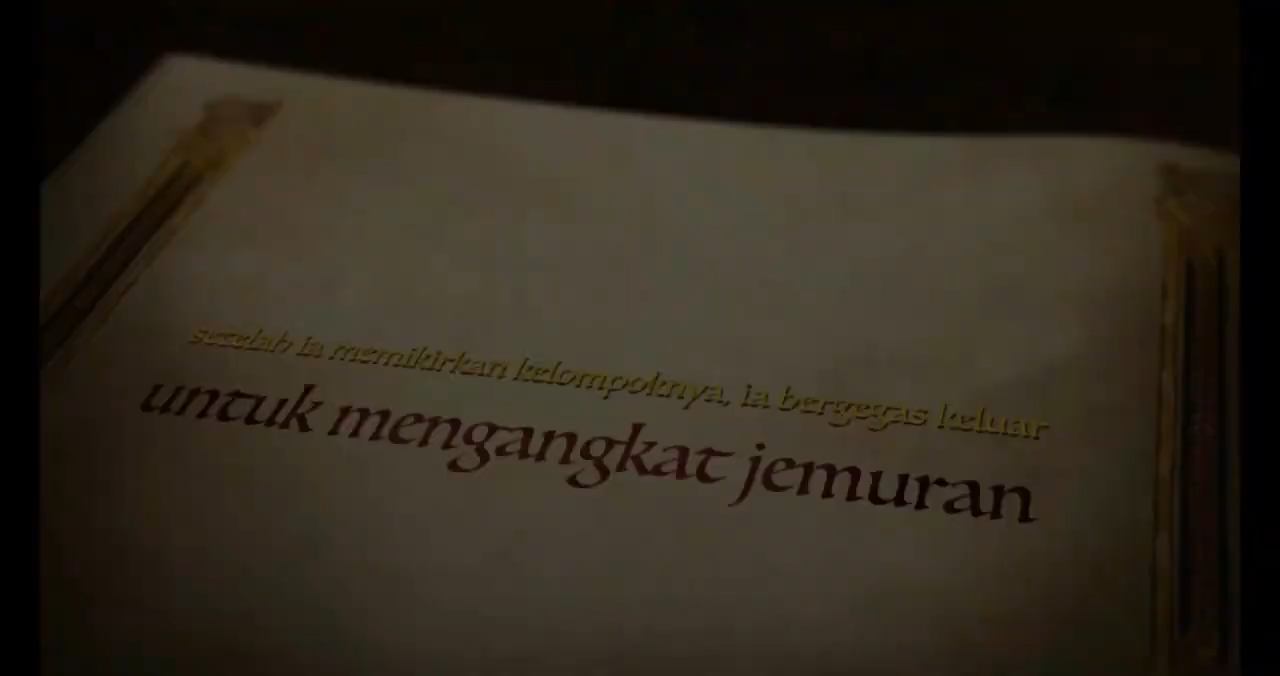 setelah ia memikirkan kelompoknya, ia bergegas keluar
untuk mengangkat jemuran